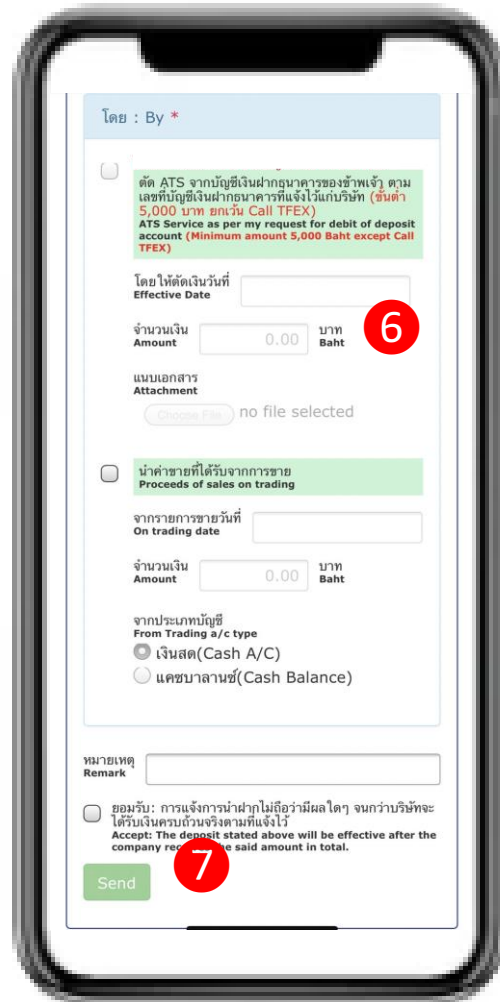 โดย : By *
ตัด ATS จากบัญชีเงินฝากธนาคารของข้าพเจ้า ตาม
เลขที่บัญชีเงินฝากธนาคารที่แจ้งไว้แก่บริษัท (ขั้นต่ำ
5,000 บาท ยกเว้น Call TFEX)
ATS Service as per my request for debit of deposit
account (Minimum amount 5,000 Baht except Call
TFEX)
โดยให้ตัดเงินวันที่
Effective Date
จำนวนเงิน 0.00 บาท
Amount Baht
6
แนบเอกสาร
Attachment
Choose File no file selected
นำค่าขายที่ได้รับจากการขาย
Proceeds of sales on trading
จากรายการขายวันที่
On trading date
จำนวนเงิน 0.00 บาท
Amount Baht
จากประเภทบัญชี
From Trading a/c type
เงินสด(Cash A/C)
แคชบาลานซ์(Cash Balance)
หมายเหตุ
Remark
ยอมรับ: การแจ้งการนำฝากไม่ถือว่ามีผลใดๆ จนกว่าบริษัทจะ
ได้รับเงินครบถ้วนจริงตามที่แจ้งไว้
Accept: The deposit stated above will be effective after the
company rec he said amount in total.
7
Send